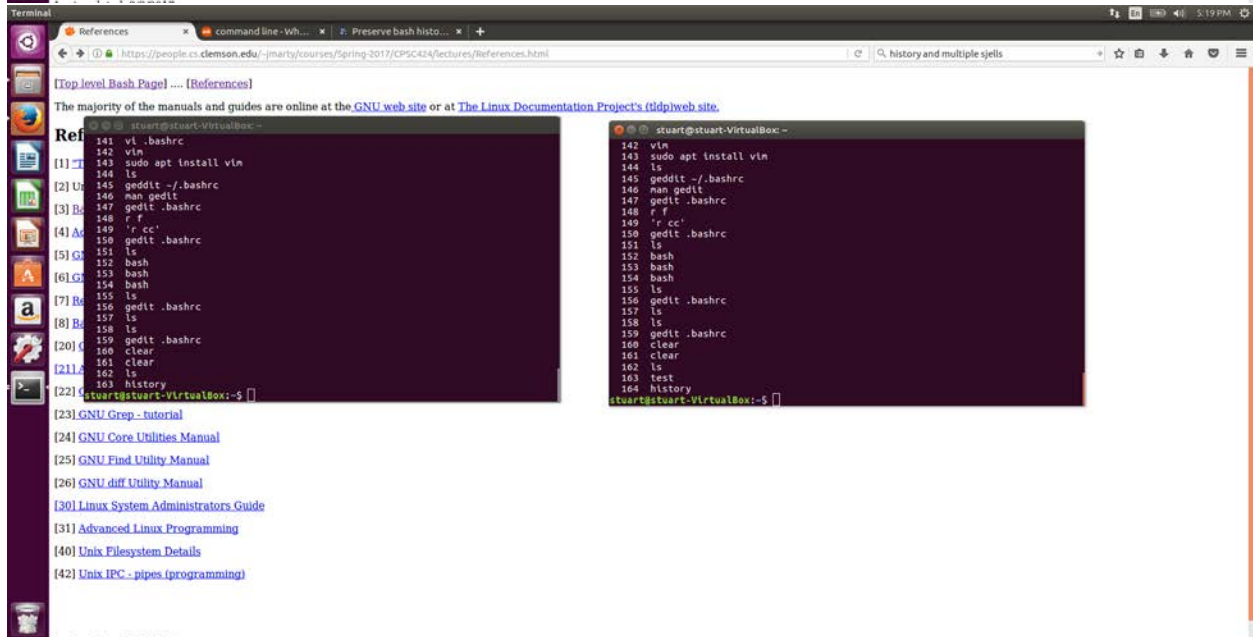 Terminal
En
5:19 PM
References
command line - Wh...
Preserve bash histo...
https://people.cs.clemson.edu/~jmarty/courses/Spring-2017/CPSC424/lectures/References.html
history and multiple sjells
[Top level Bash Page] .... [References]
The majority of the manuals and guides are online at the GNU web site or at The Linux Documentation Project's (tldp)web site.
Ref
[1] "T
[2] Un
[3] Ba
[4] Ad
[5] G
[6] G
[7] Re
[8] Ba
[20] G
[21] A
[22] G
stuart@stuart-VirtualBox: ~
141 vi .bashrc
142 vim
143 sudo apt install vim
144 ls
145 geddit ~/.bashrc
146 man gedit
147 gedit .bashrc
148 r f
149 'r cc'
150 gedit .bashrc
151 ls
152 bash
153 bash
154 bash
155 ls
156 gedit .bashrc
157 ls
158 ls
159 gedit .bashrc
160 clear
161 clear
162 ls
163 history
stuart@stuart-VirtualBox:~$
stuart@stuart-VirtualBox: ~
142 vim
143 sudo apt install vim
144 ls
145 geddit ~/.bashrc
146 man gedit
147 gedit .bashrc
148 r f
149 'r cc'
150 gedit .bashrc
151 ls
152 bash
153 bash
154 bash
155 ls
156 gedit .bashrc
157 ls
158 ls
159 gedit .bashrc
160 clear
161 clear
162 ls
163 test
164 history
stuart@stuart-VirtualBox:~$
[23] GNU Grep - tutorial
[24] GNU Core Utilities Manual
[25] GNU Find Utility Manual
[26] GNU diff Utility Manual
[30] Linux System Administrators Guide
[31] Advanced Linux Programming
[40] Unix Filesystem Details
[42] Unix IPC - pipes (programming)